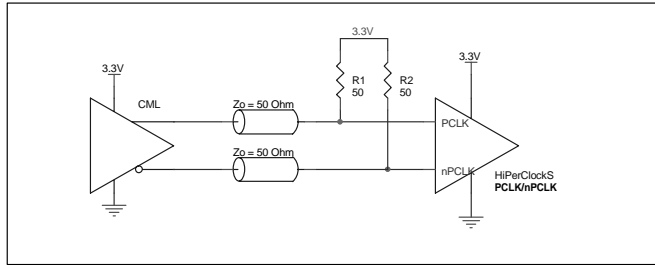 3.3V
3.3V
3.3V
R1
50
R2
50
CML
Zo = 50 Ohm
PCLK
Zo = 50 Ohm
nPCLK
HiPerClockS
PCLK/nPCLK